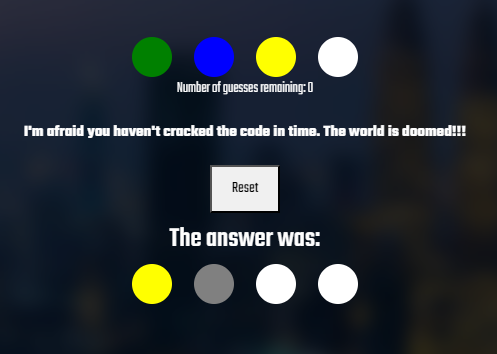 Number of guesses remaining: 0
I'm afraid you haven't cracked the code in time. The world is doomed!!!
Reset
The answer was: